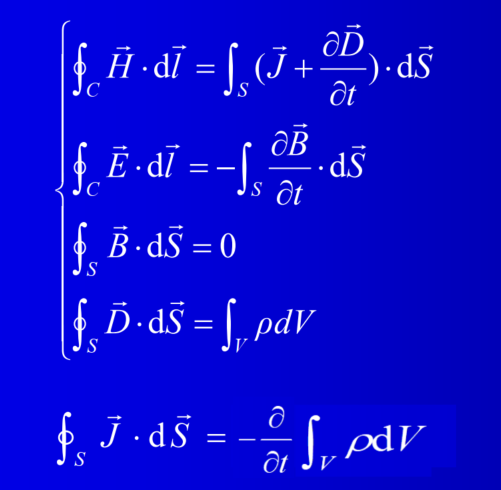 ∮_C H⃗ · dl⃗ = ∫_S (J⃗ + ∂D⃗/∂t) · dS⃗
∮_C E⃗ · dl⃗ = −∫_S ∂B⃗/∂t · dS⃗
∮_S B⃗ · dS⃗ = 0
∮_S D⃗ · dS⃗ = ∫_V ρdV
∮_S J⃗ · dS⃗ = −∂/∂t ∫_V ρdV